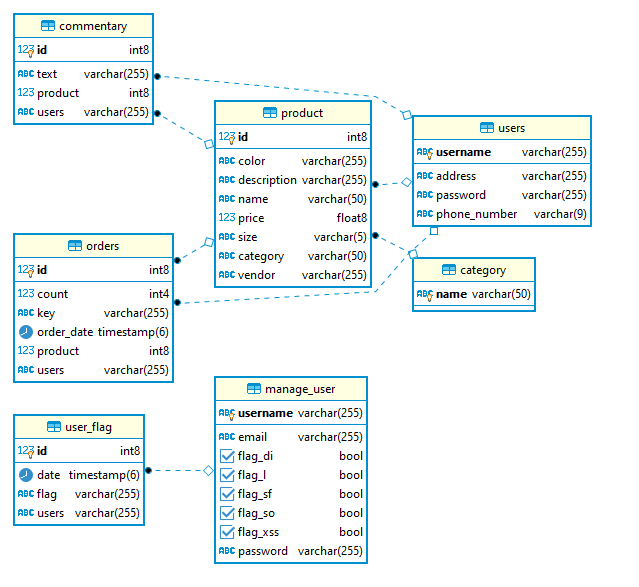 commentary
123 id int8
ABC text varchar(255)
123 product int8
ABC users varchar(255)
product
123 id int8
ABC color varchar(255)
ABC description varchar(255)
ABC name varchar(50)
123 price float8
ABC size varchar(5)
ABC category varchar(50)
ABC vendor varchar(255)
users
ABC username varchar(255)
ABC address varchar(255)
ABC password varchar(255)
ABC phone_number varchar(9)
orders
123 id int8
123 count int4
ABC key varchar(255)
order_date timestamp(6)
123 product int8
ABC users varchar(255)
category
ABC name varchar(50)
manage_user
ABC username varchar(255)
ABC email varchar(255)
flag_di bool
flag_l bool
flag_sf bool
flag_so bool
flag_xss bool
ABC password varchar(255)
user_flag
123 id int8
date timestamp(6)
ABC flag varchar(255)
ABC users varchar(255)